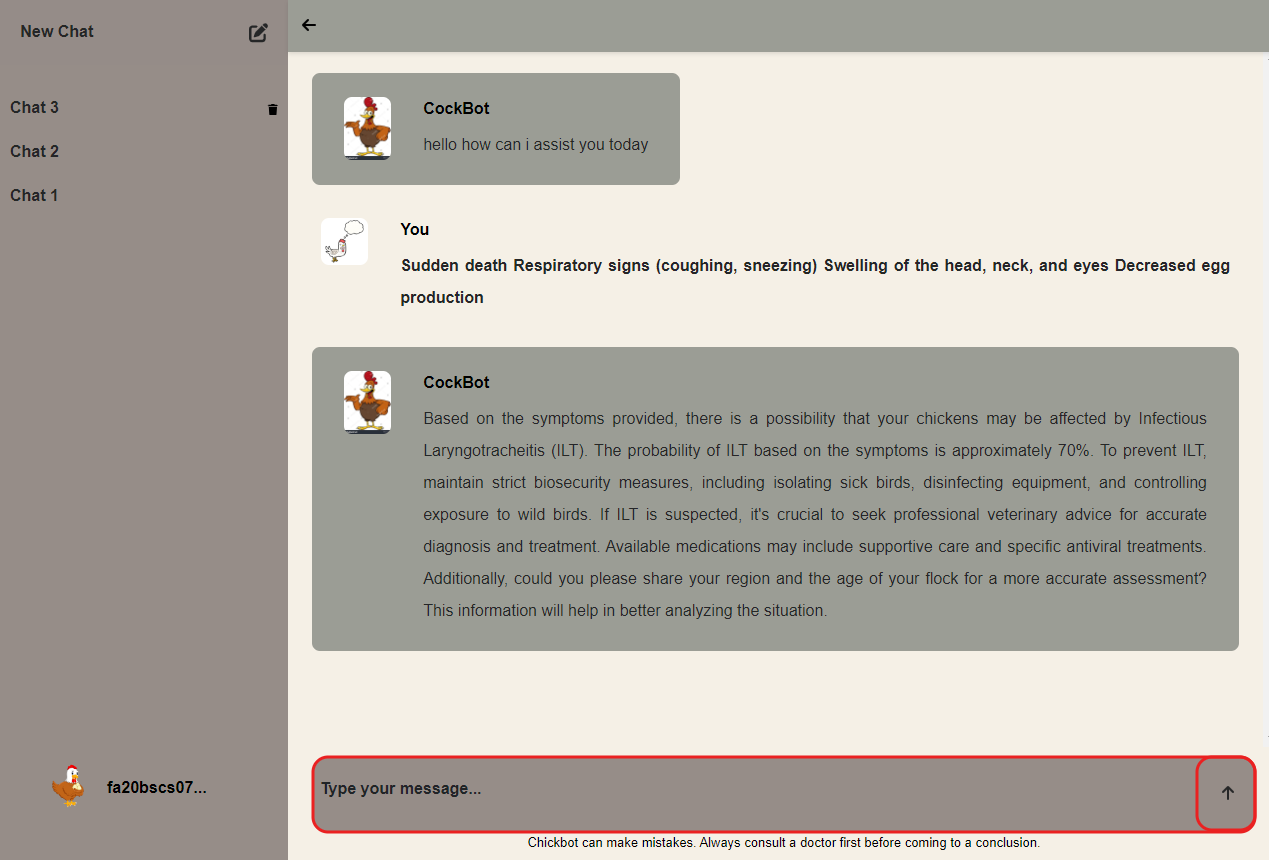 New Chat
Chat 3
Chat 2
Chat 1
fa20bscs07...
CockBot
hello how can i assist you today
You
Sudden death Respiratory signs (coughing, sneezing) Swelling of the head, neck, and eyes Decreased egg
production
CockBot
Based on the symptoms provided, there is a possibility that your chickens may be affected by Infectious
Laryngotracheitis (ILT). The probability of ILT based on the symptoms is approximately 70%. To prevent ILT,
maintain strict biosecurity measures, including isolating sick birds, disinfecting equipment, and controlling
exposure to wild birds. If ILT is suspected, it's crucial to seek professional veterinary advice for accurate
diagnosis and treatment. Available medications may include supportive care and specific antiviral treatments.
Additionally, could you please share your region and the age of your flock for a more accurate assessment?
This information will help in better analyzing the situation.
Type your message...
Chickbot can make mistakes. Always consult a doctor first before coming to a conclusion.